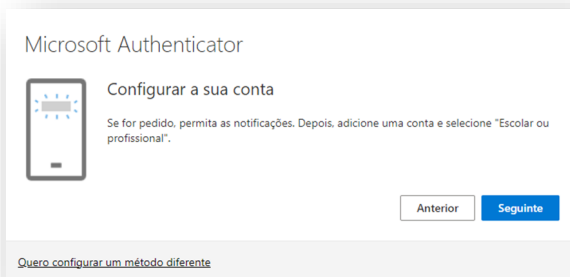 Microsoft Authenticator
Configurar a sua conta
Se for pedido, permita as notificações. Depois, adicione uma conta e selecione "Escolar ou
profissional".
Anterior
Seguinte
Quero configurar um método diferente